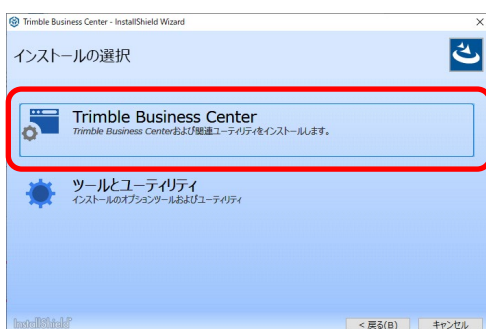 Trimble Business Center - InstallShield Wizard
インストールの選択
Trimble Business Center
Trimble Business Centerおよび関連ユーティリティをインストールします。
ツールとユーティリティ
インストールのオプションツールおよびユーティリティ
InstallShield
< 戻る(B)
キャンセル